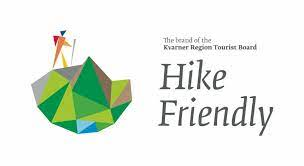 The brand of the
Kvarner Region Tourist Board
Hike
Friendly